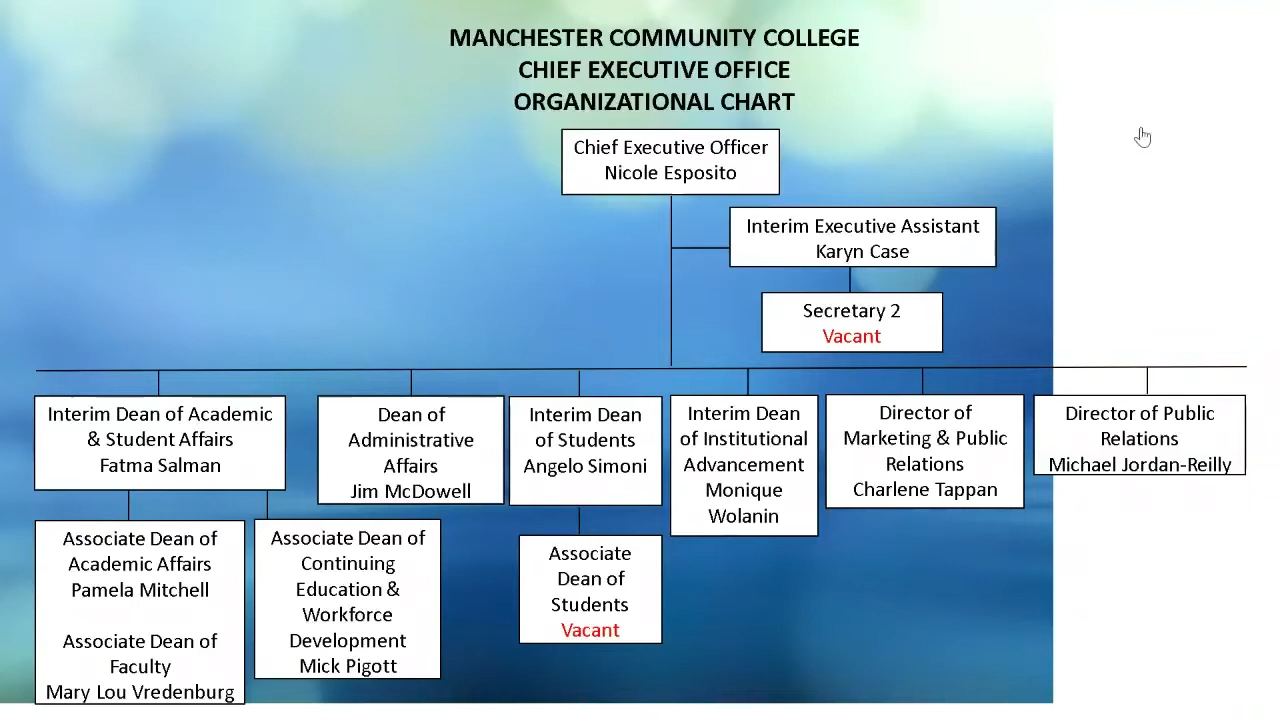 MANCHESTER COMMUNITY COLLEGE
CHIEF EXECUTIVE OFFICE
ORGANIZATIONAL CHART
Chief Executive Officer
Nicole Esposito
Interim Executive Assistant
Karyn Case
Secretary 2
Vacant
Interim Dean of Academic
& Student Affairs
Fatma Salman
Dean of
Administrative
Affairs
Jim McDowell
Interim Dean
of Students
Angelo Simoni
Interim Dean
of Institutional
Advancement
Monique
Wolanin
Director of
Marketing & Public
Relations
Charlene Tappan
Director of Public
Relations
Michael Jordan-Reilly
Associate Dean of
Academic Affairs
Pamela Mitchell
Associate Dean of
Faculty
Mary Lou Vredenburg
Associate Dean of
Continuing
Education &
Workforce
Development
Mick Pigott
Associate
Dean of
Students
Vacant